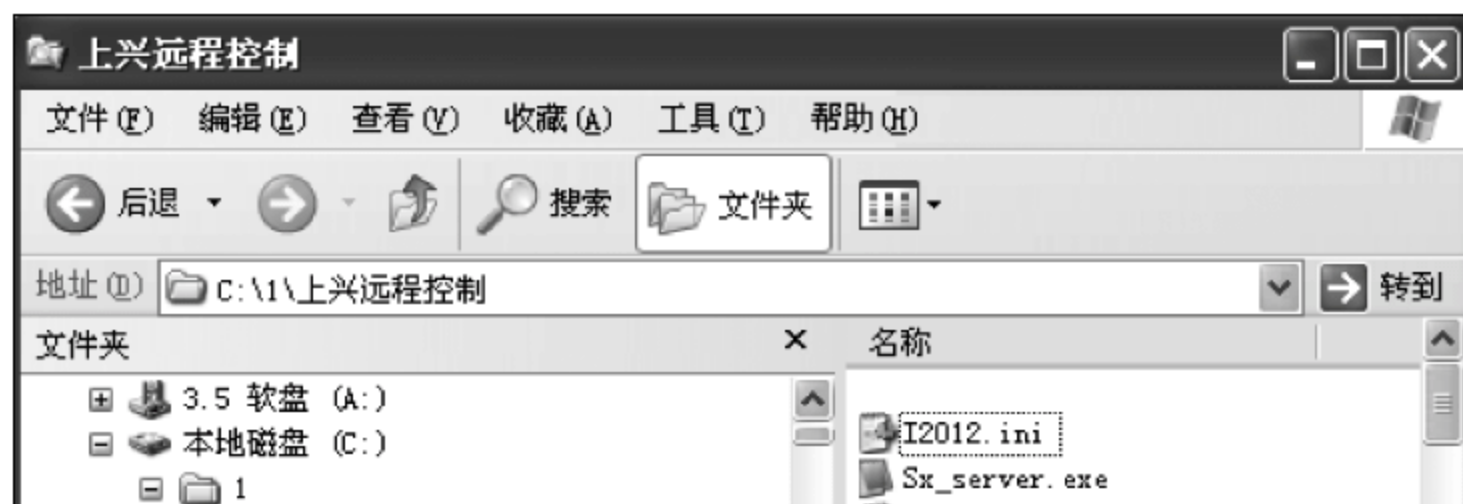 上兴远程控制
文件(F) 编辑(E) 查看(V) 收藏(A) 工具(T) 帮助(H)
后退 搜索 文件夹
地址(D) C:\1\上兴远程控制 转到
文件夹 名称
3.5 软盘 (A:)
I2012.ini
本地磁盘 (C:)
Sx_server.exe
1